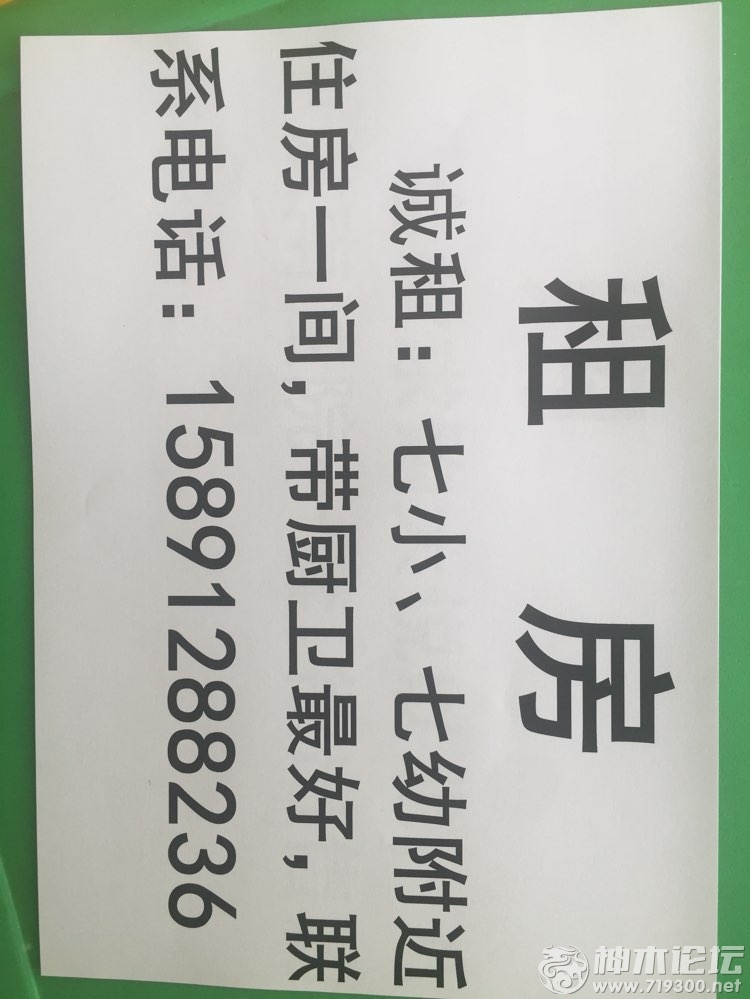 租房
诚租：七小、七幼附近
住房一间，带厨卫最好，联
系电话：15891288236
神木论坛
www.719300.net